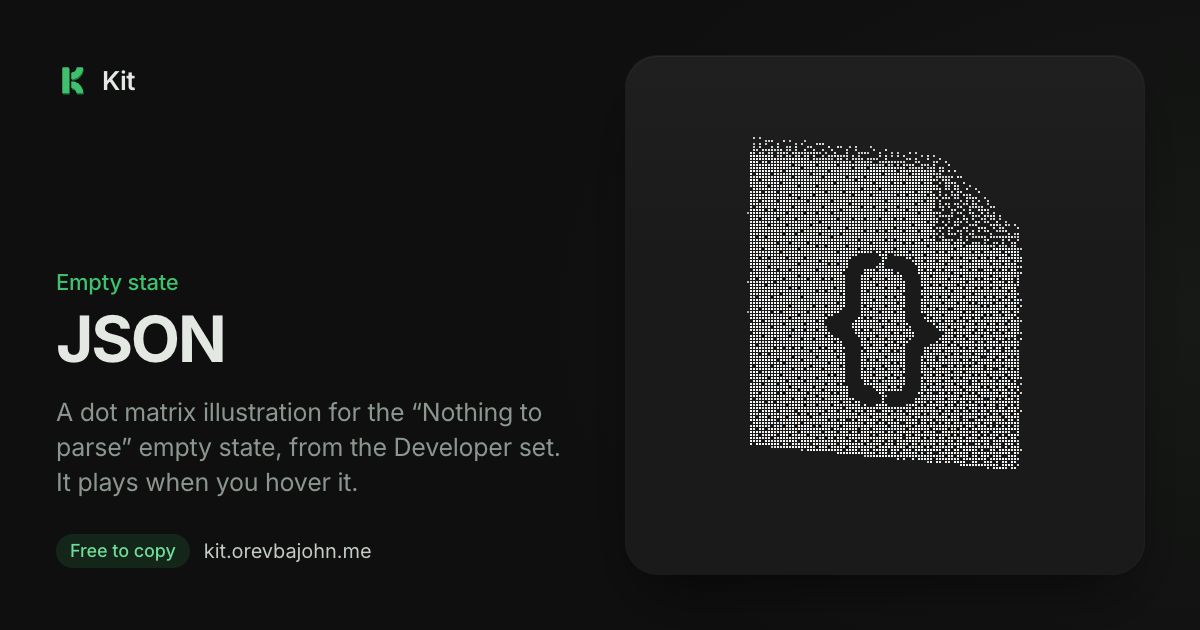 Kit
Empty state
JSON
A dot matrix illustration for the “Nothing to
parse” empty state, from the Developer set.
It plays when you hover it.
Free to copy kit.orevbajohn.me
{}